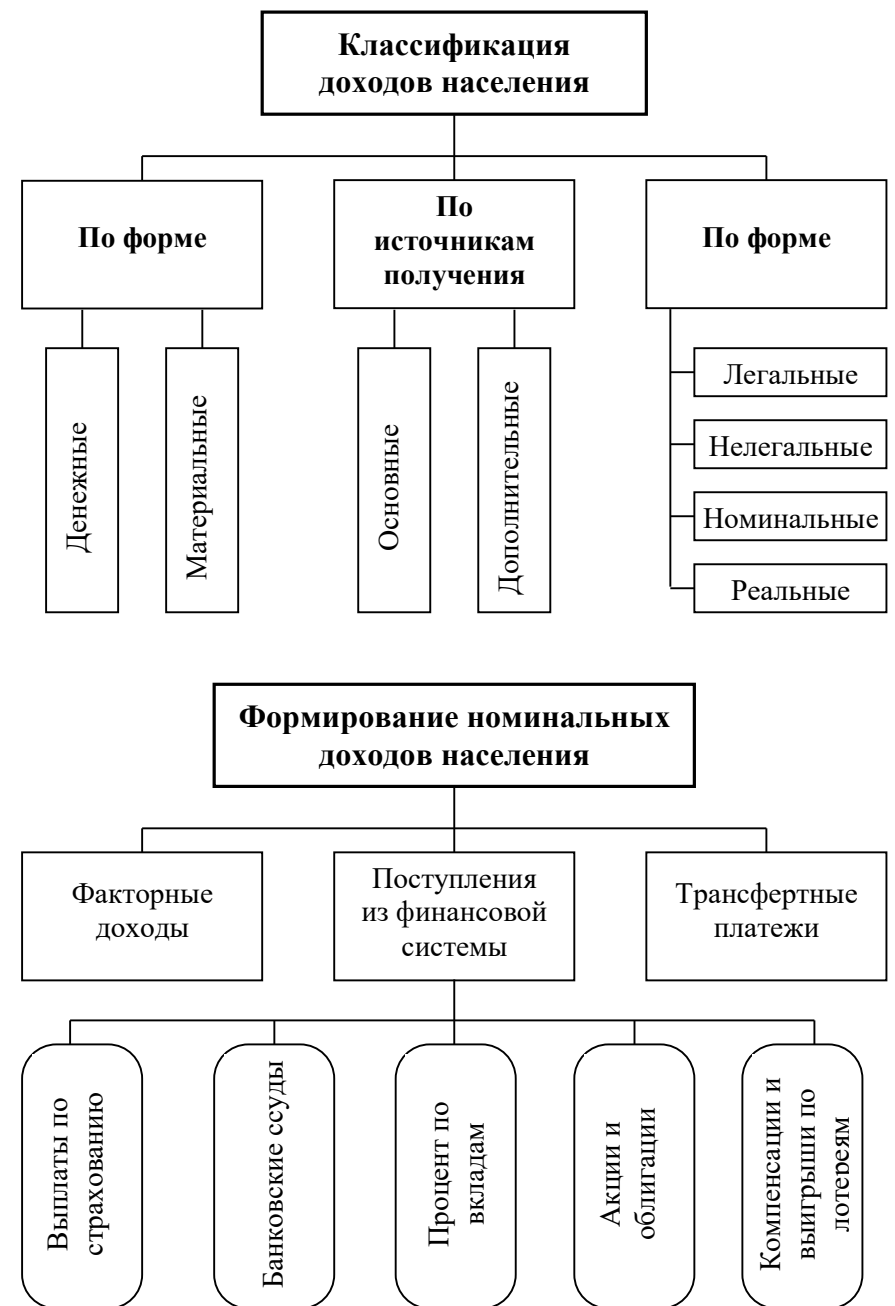 Классификация
доходов населения
По форме
По
источникам
получения
По форме
Денежные
Материальные
Основные
Дополнительные
Легальные
Нелегальные
Номинальные
Реальные
Формирование номинальных
доходов населения
Факторные
доходы
Поступления
из финансовой
системы
Трансфертные
платежи
Выплаты по
страхованию
Банковские ссуды
Процент по
вкладам
Акции и
облигации
Компенсации и
выигрыши по
лотереям